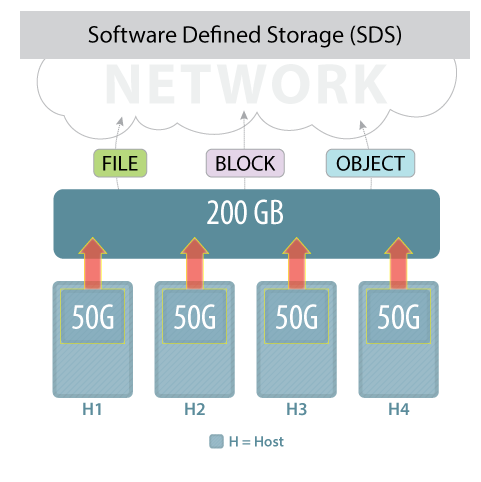 Software Defined Storage (SDS)
NETWORK
FILE BLOCK OBJECT
200 GB
50G 50G 50G 50G
H1 H2 H3 H4
H = Host